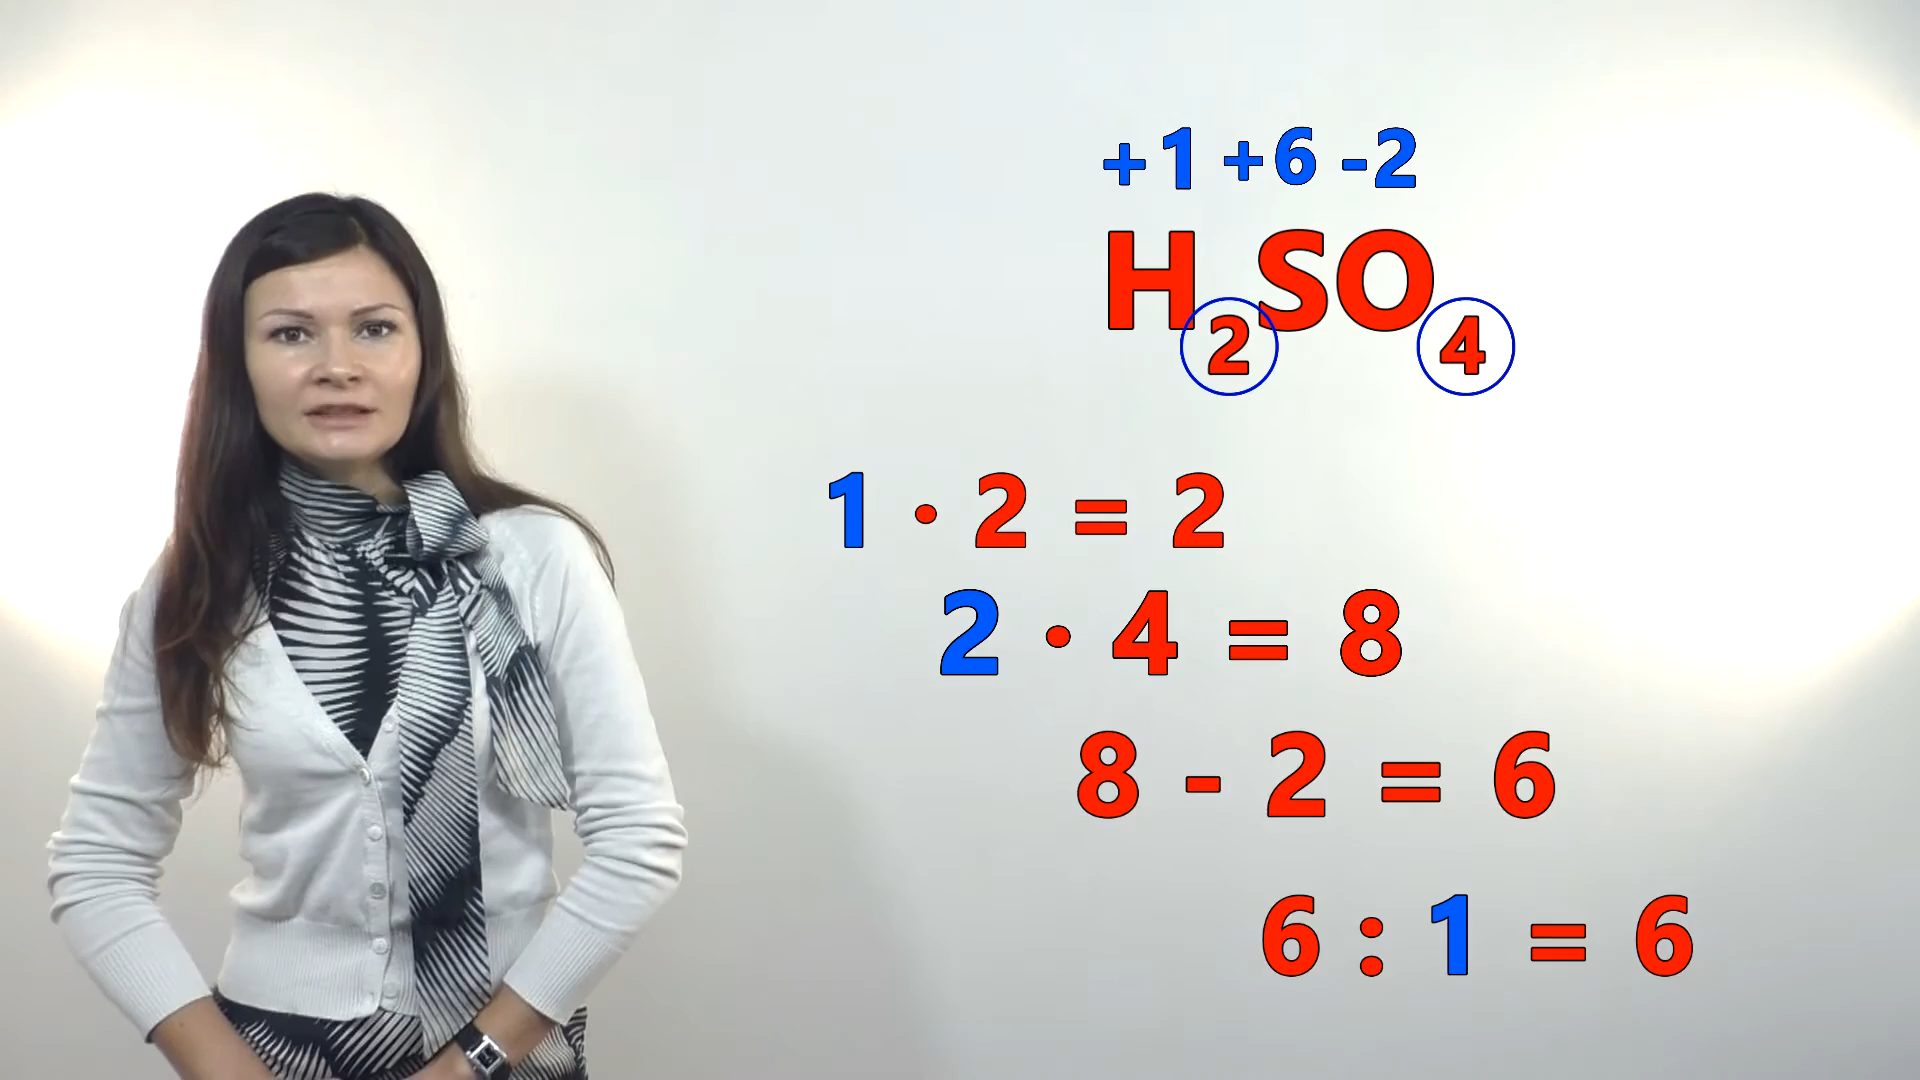 +1 +6 -2
H₂SO₄
1 · 2 = 2
2 · 4 = 8
8 - 2 = 6
6 : 1 = 6